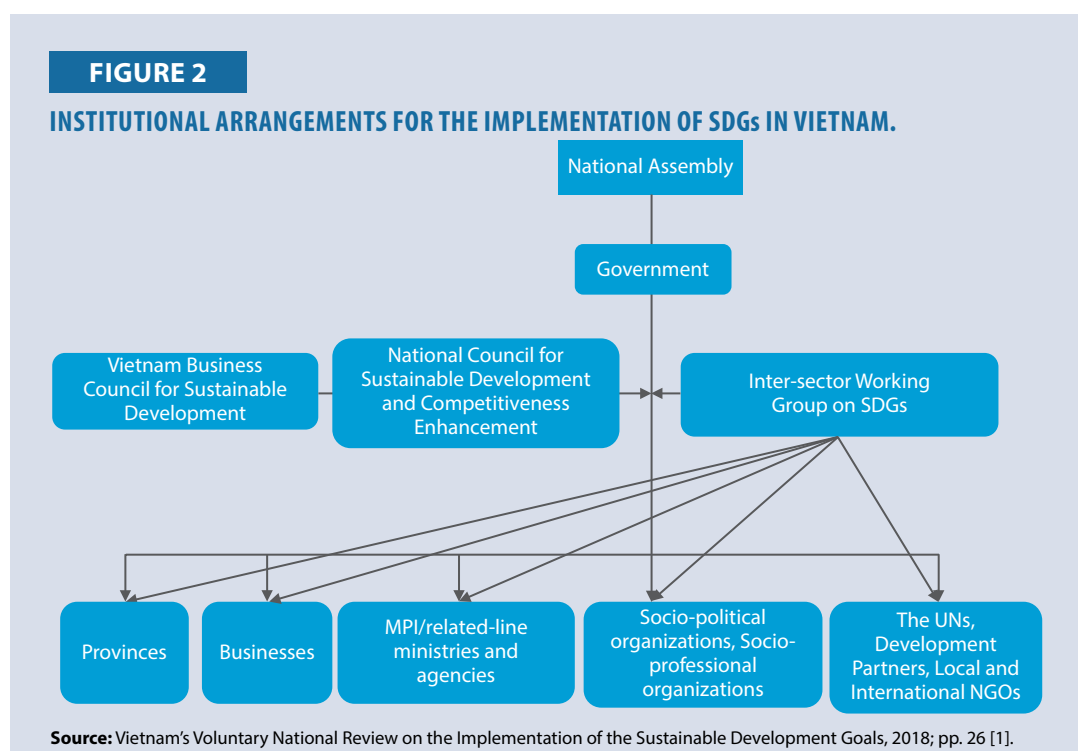 FIGURE 2
INSTITUTIONAL ARRANGEMENTS FOR THE IMPLEMENTATION OF SDGs IN VIETNAM.
National Assembly
Government
Vietnam Business
Council for Sustainable
Development
National Council for
Sustainable Development
and Competitiveness
Enhancement
Inter-sector Working
Group on SDGs
Provinces
Businesses
MPI/related-line
ministries and
agencies
Socio-political
organizations, Socio-
professional
organizations
The UNs,
Development
Partners, Local and
International NGOs
Source: Vietnam's Voluntary National Review on the Implementation of the Sustainable Development Goals, 2018; pp. 26 [1].